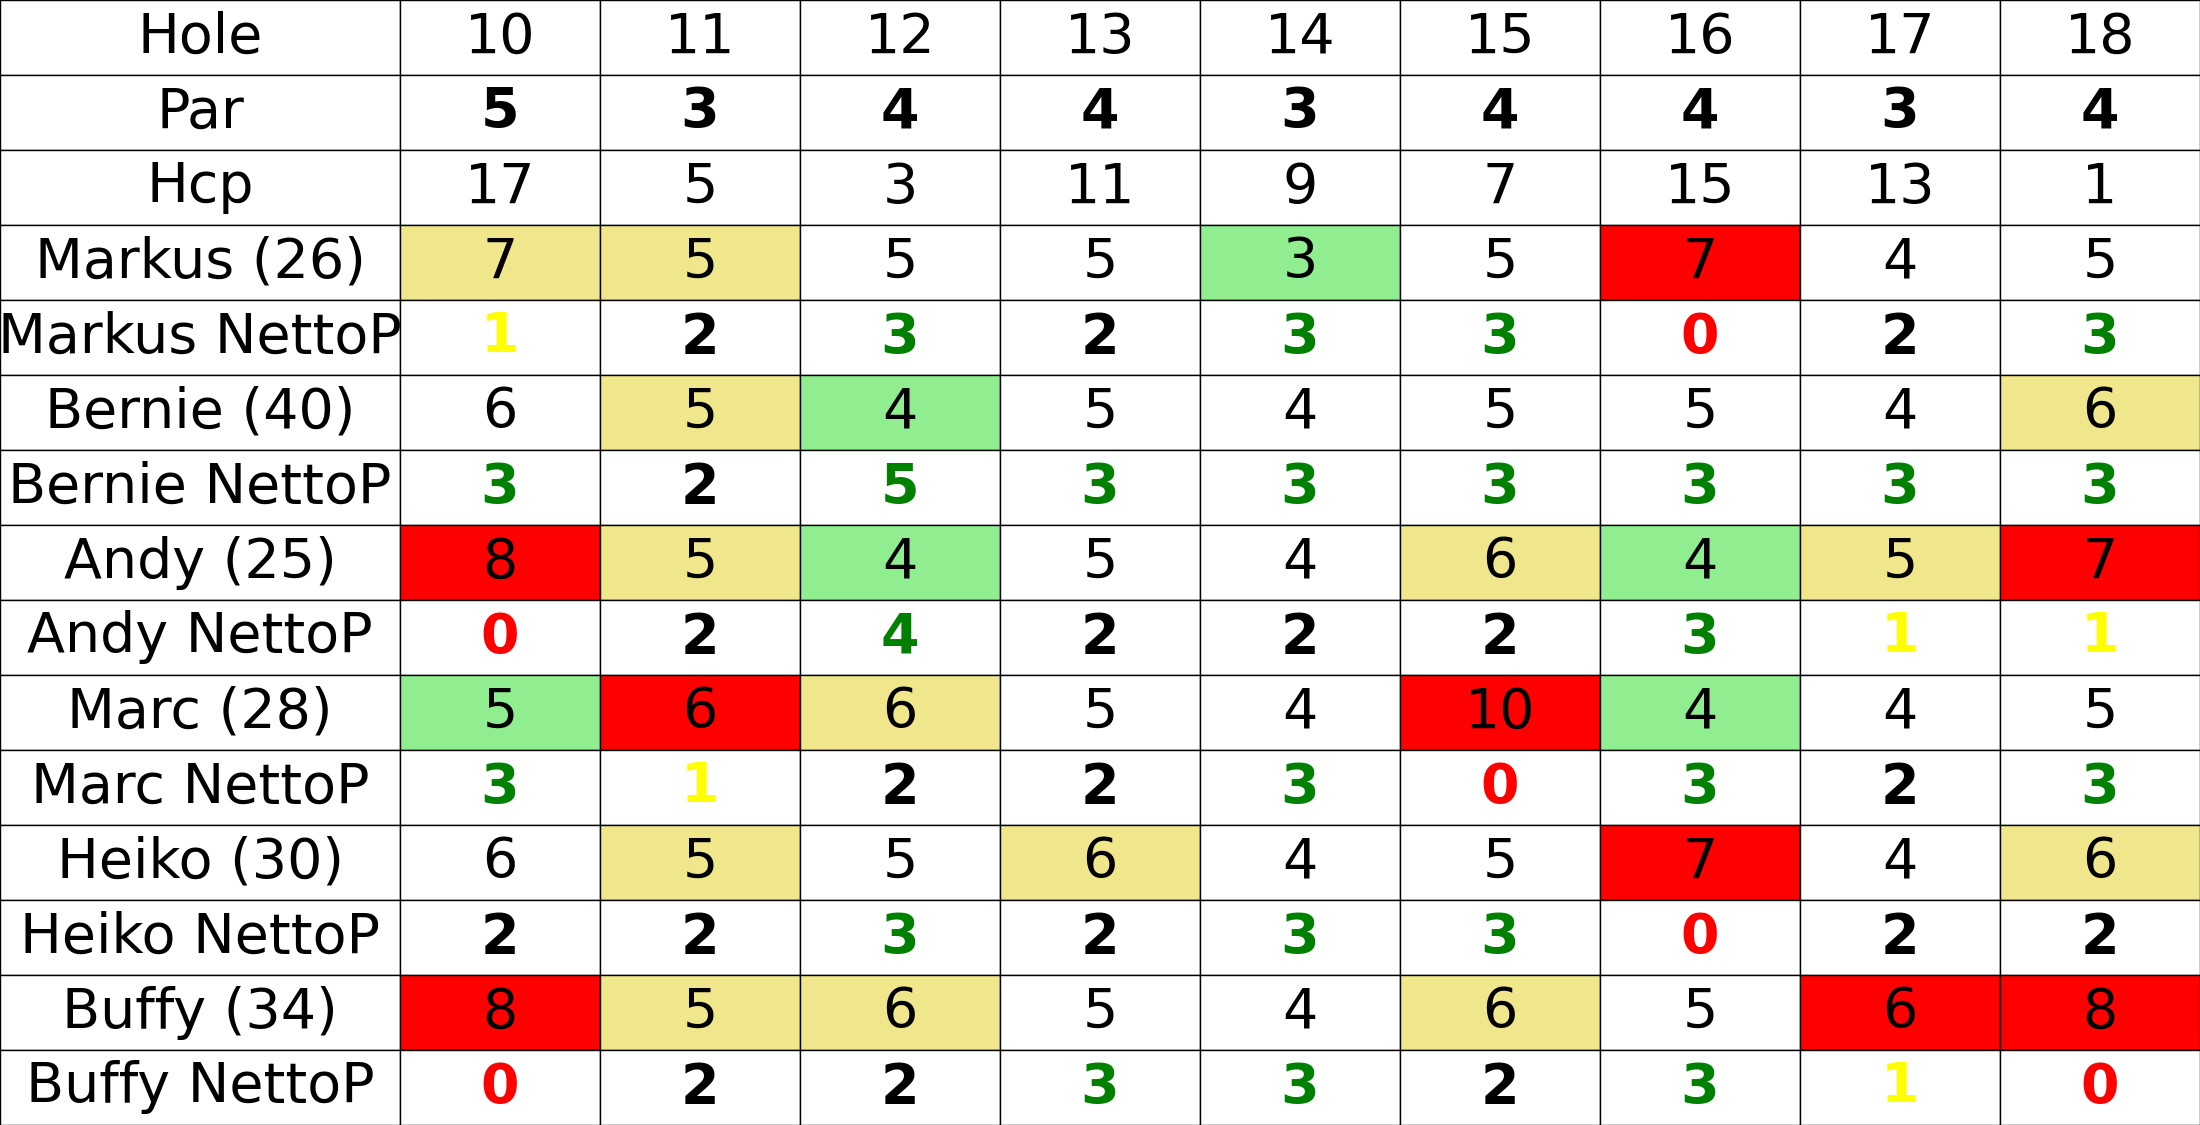 Hole 10 11 12 13 14 15 16 17 18
Par 5 3 4 4 3 4 4 3 4
Hcp 17 5 3 11 9 7 15 13 1
Markus (26) 7 5 5 5 3 5 7 4 5
Markus NettoP 1 2 3 2 3 3 0 2 3
Bernie (40) 6 5 4 5 4 5 5 4 6
Bernie NettoP 3 2 5 3 3 3 3 3 3
Andy (25) 8 5 4 5 4 6 4 5 7
Andy NettoP 0 2 4 2 2 2 3 1 1
Marc (28) 5 6 6 5 4 10 4 4 5
Marc NettoP 3 1 2 2 3 0 3 2 3
Heiko (30) 6 5 5 6 4 5 7 4 6
Heiko NettoP 2 2 3 2 3 3 0 2 2
Buffy (34) 8 5 6 5 4 6 5 6 8
Buffy NettoP 0 2 2 3 3 2 3 1 0